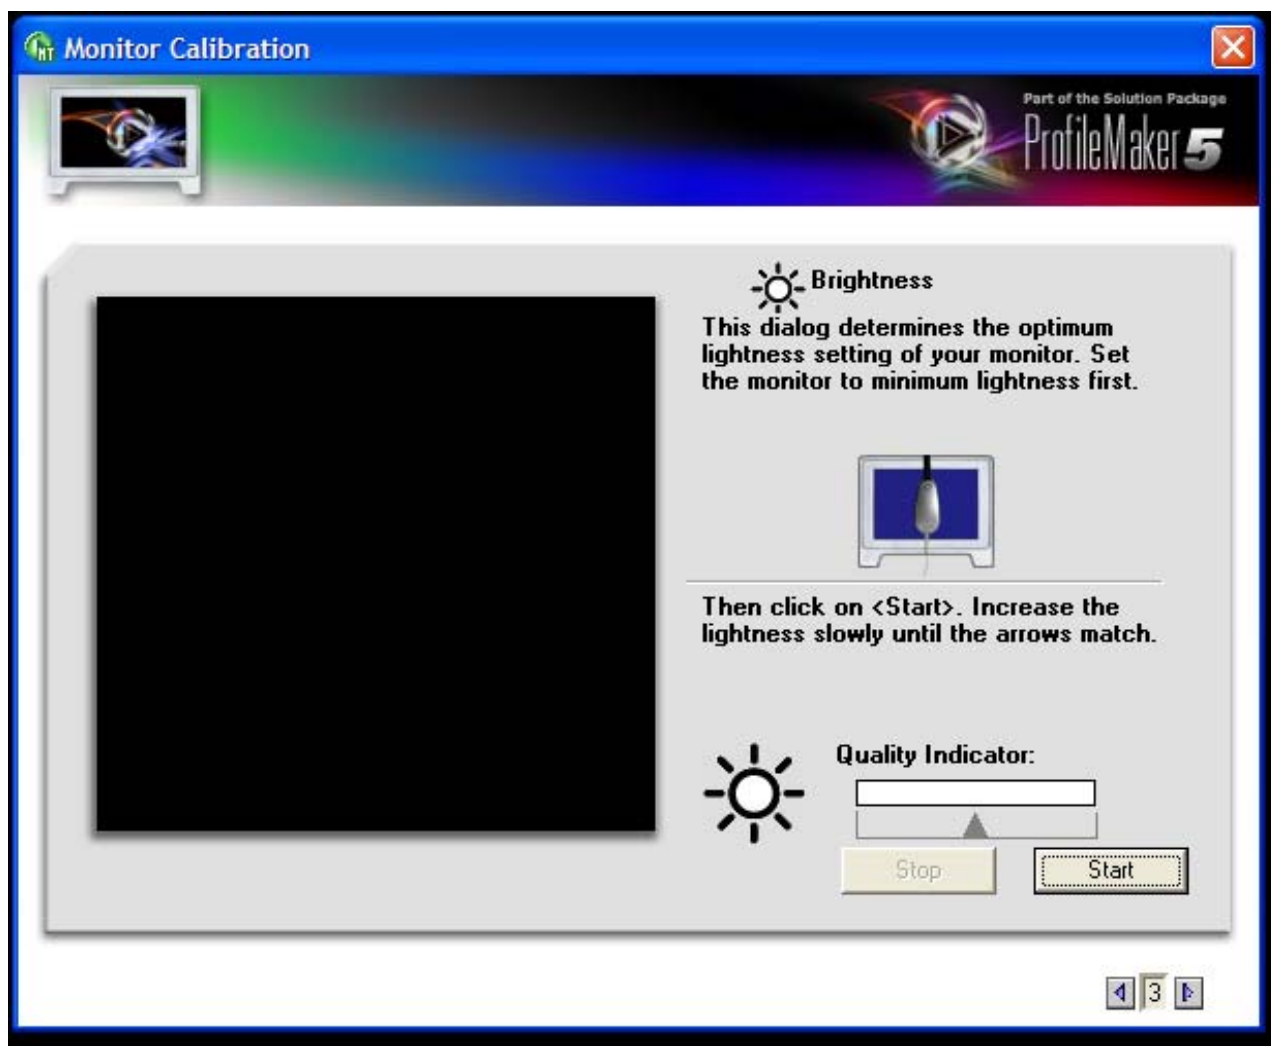 Monitor Calibration
Part of the Solution Package
ProfileMaker 5
Brightness
This dialog determines the optimum
lightness setting of your monitor. Set
the monitor to minimum lightness first.
Then click on <Start>. Increase the
lightness slowly until the arrows match.
Quality Indicator:
Stop
Start
3